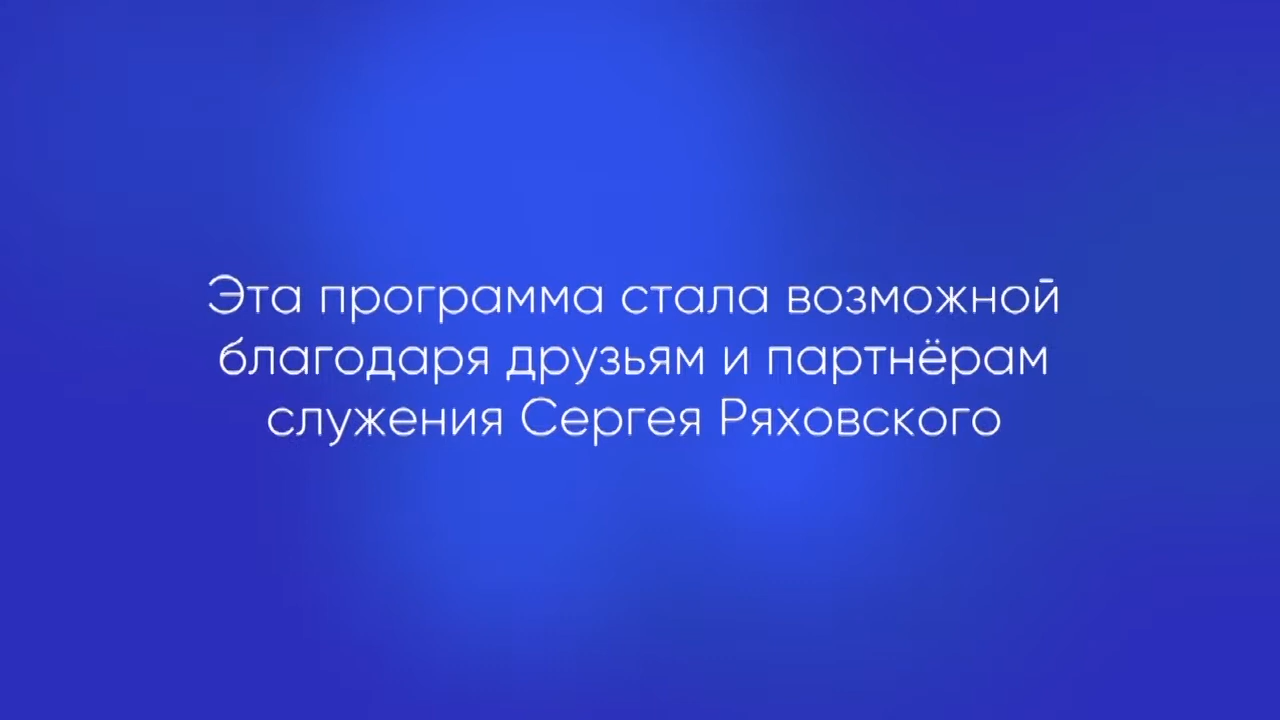 Эта программа стала возможной
благодаря друзьям и партнёрам
служения Сергея Ряховского